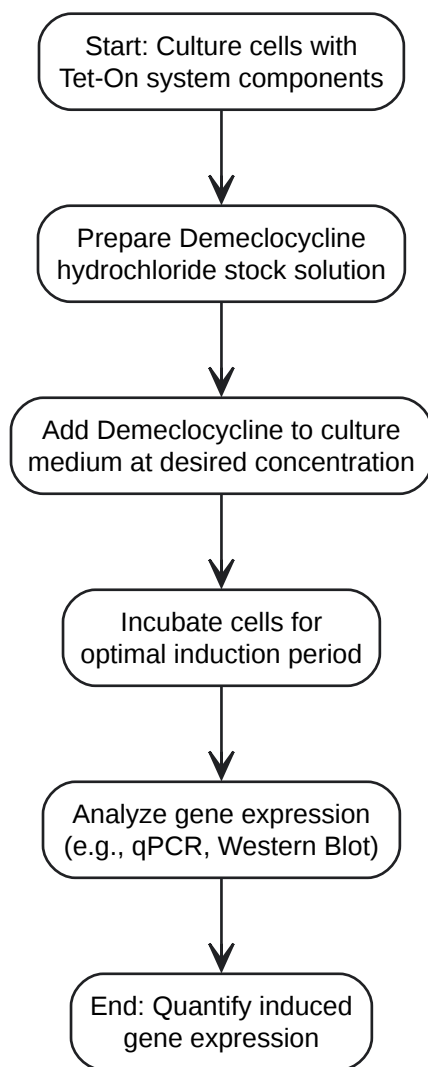 Start: Culture cells with
Tet-On system components
Prepare Demeclocycline
hydrochloride stock solution
Add Demeclocycline to culture
medium at desired concentration
Incubate cells for
optimal induction period
Analyze gene expression
(e.g., qPCR, Western Blot)
End: Quantify induced
gene expression